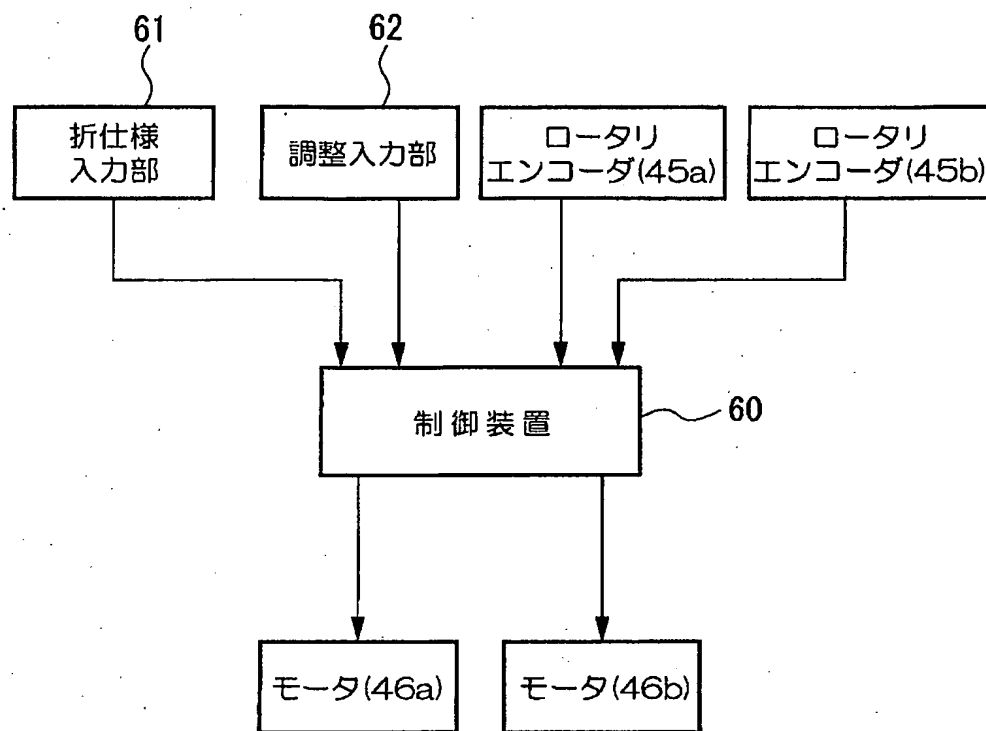 61
62
折仕様
入力部
調整入力部
ロータリ
エンコーダ(45a)
ロータリ
エンコーダ(45b)
制御装置
60
モータ(46a)
モータ(46b)